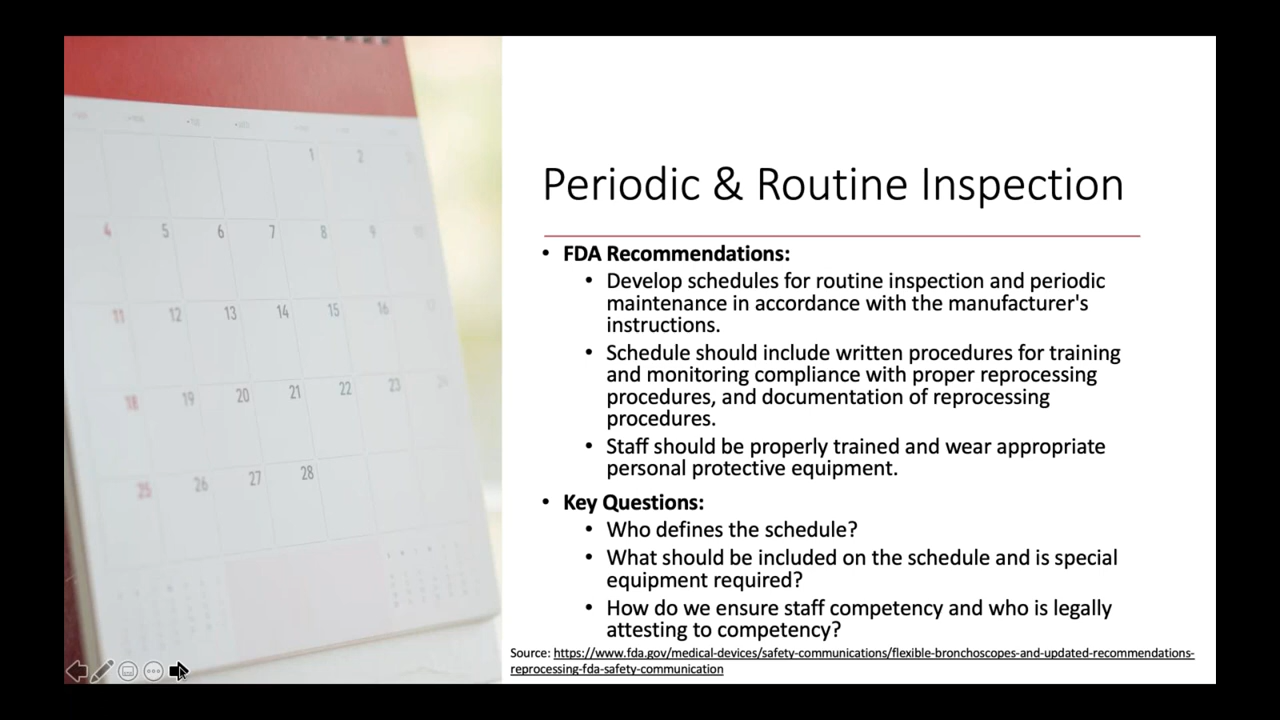 1 2
4 5 6 7 8 9 10
11 12 13 14 15 16
18 19 20 21 22 23 24
25 26 27 28
Periodic & Routine Inspection
• FDA Recommendations:
• Develop schedules for routine inspection and periodic
maintenance in accordance with the manufacturer's
instructions.
• Schedule should include written procedures for training
and monitoring compliance with proper reprocessing
procedures, and documentation of reprocessing
procedures.
• Staff should be properly trained and wear appropriate
personal protective equipment.
• Key Questions:
• Who defines the schedule?
• What should be included on the schedule and is special
equipment required?
• How do we ensure staff competency and who is legally
attesting to competency?
Source: https://www.fda.gov/medical-devices/safety-communications/flexible-bronchoscopes-and-updated-recommendations-
reprocessing-fda-safety-communication